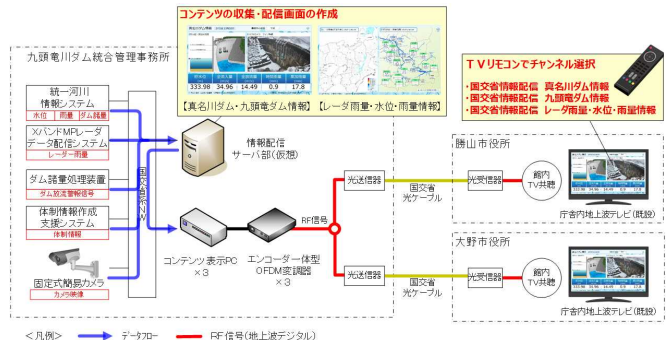 コンテンツの収集・配信画面の作成
【真名川ダム・九頭竜ダム情報】
【レーダ雨量・水位・雨量情報】
333.98
34.96
14.49
0.9
17.8
TVリモコンでチャンネル選択
・国交省情報配信 真名川ダム情報
・国交省情報配信 九頭竜ダム情報
・国交省情報配信 レーダ雨量・水位・雨量情報
九頭竜川ダム統合管理事務所
統一河川
情報システム
水位
雨量
ダム諸量
XバンドMPレーダ
データ配信システム
レーダー雨量
ダム諸量処理装置
ダム放流警報信号
体制情報作成
支援システム
体制情報
固定式簡易カメラ
カメラ映像
情報配信
サーバ部(仮想)
コンテンツ表示PC
×3
エンコーダー体型
OFDM変調器
×3
RF信号
光送信器
国交省
光ケーブル
光受信器
勝山市役所
館内
TV共聴
庁舎内地上波テレビ(既設)
光送信器
国交省
光ケーブル
光受信器
大野市役所
館内
TV共聴
庁舎内地上波テレビ(既設)
<凡例>
データフロー
RF信号(地上波デジタル)